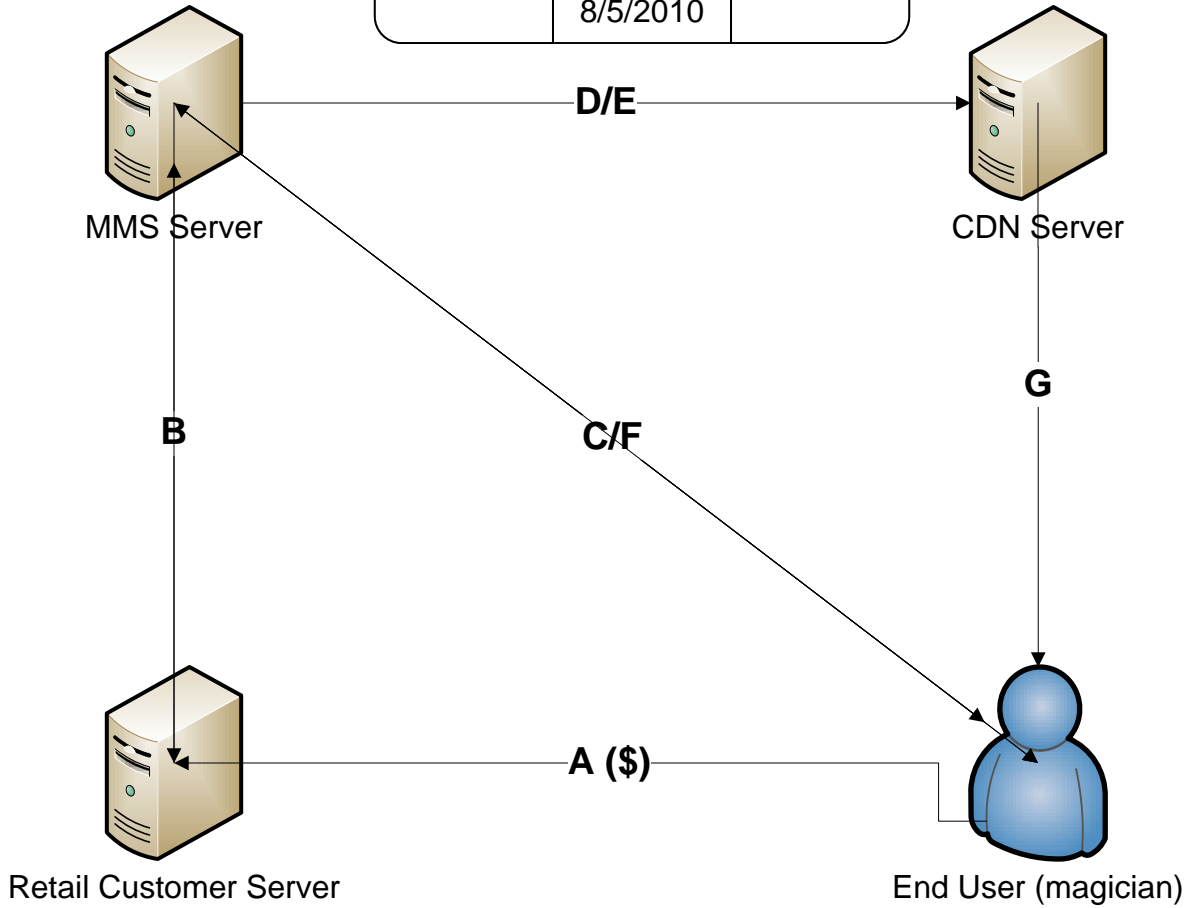 8/5/2010
D/E
MMS Server
CDN Server
G
B
C/F
A ($)
Retail Customer Server
End User (magician)